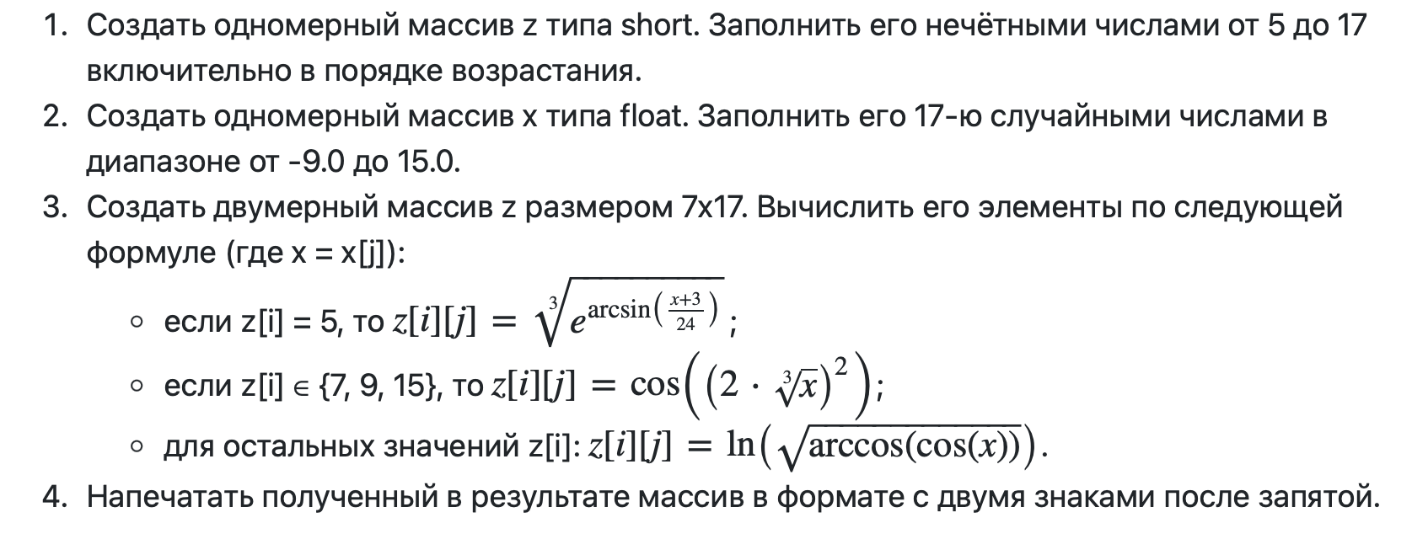 1. Создать одномерный массив z типа short. Заполнить его нечётными числами от 5 до 17
включительно в порядке возрастания.
2. Создать одномерный массив x типа float. Заполнить его 17-ю случайными числами в
диапазоне от -9.0 до 15.0.
3. Создать двумерный массив z размером 7x17. Вычислить его элементы по следующей
формуле (где x = x[j]):
◦ если z[i] = 5, то z[i][j] = ∛(e^(arcsin((x+3)/24)));
◦ если z[i] ∈ {7, 9, 15}, то z[i][j] = cos((2 · ∛x)²);
◦ для остальных значений z[i]: z[i][j] = ln(√(arccos(cos(x)))).
4. Напечатать полученный в результате массив в формате с двумя знаками после запятой.